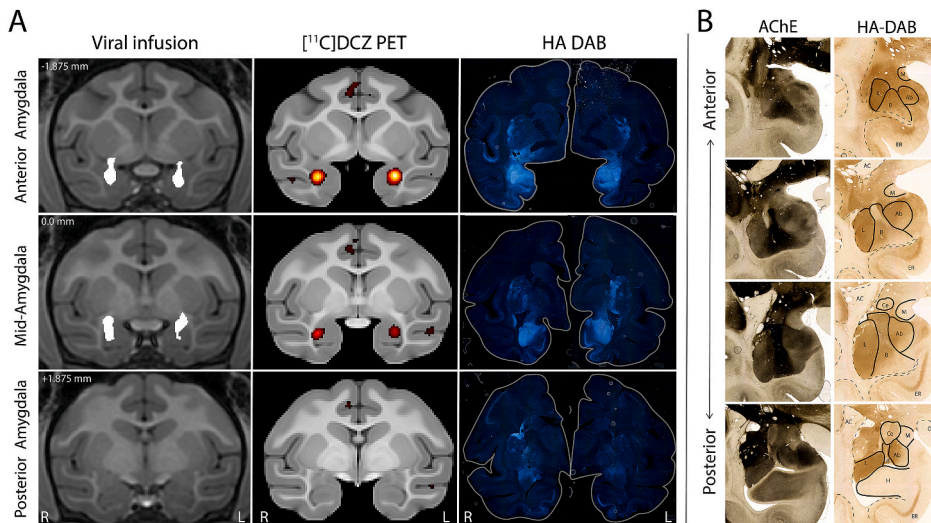 A
Viral infusion
[¹¹C]DCZ PET
HA DAB
Anterior Amygdala
-1.875 mm
Mid-Amygdala
0.0 mm
Posterior Amygdala
+1.875 mm
R
L
R
L
R
L
B
AChE
HA-DAB
Anterior
Posterior
M
L
B
Ab
ER
AC
M
Ab
L
B
ER
AC
Ce
M
Ab
L
B
ER
AC
Ce
M
Ab
L
H
ER